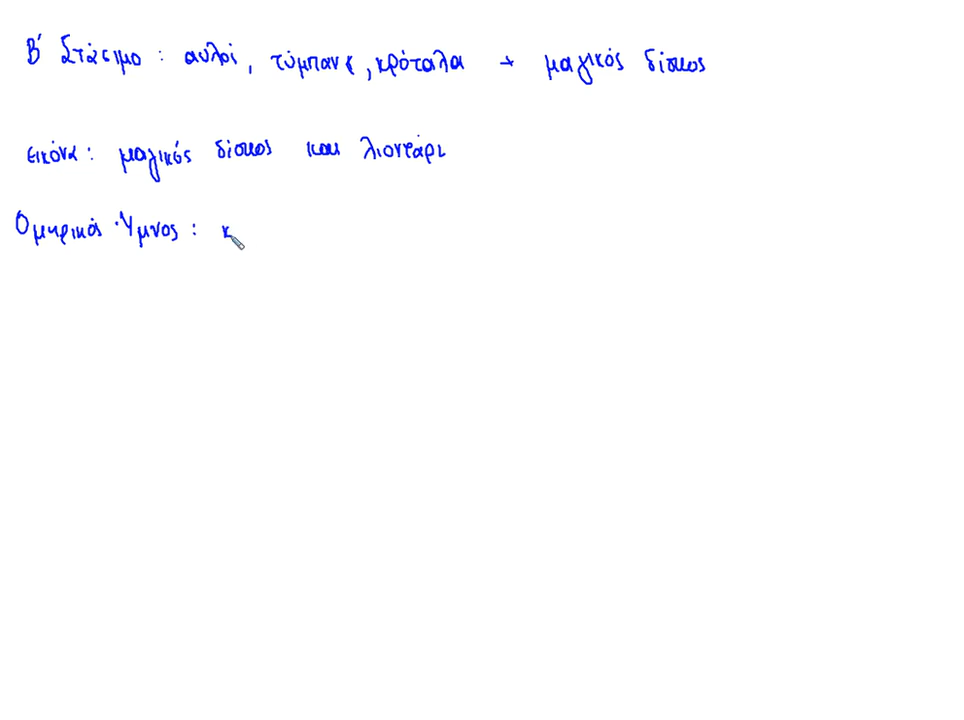 Β' Στάσιμο : αυλοί, τύμπανα, κρόταλα + μαγικός δίσκος
εικόνα : μαγικός δίσκος και λιοντάρι
Ομηρικός Ύμνος : κ